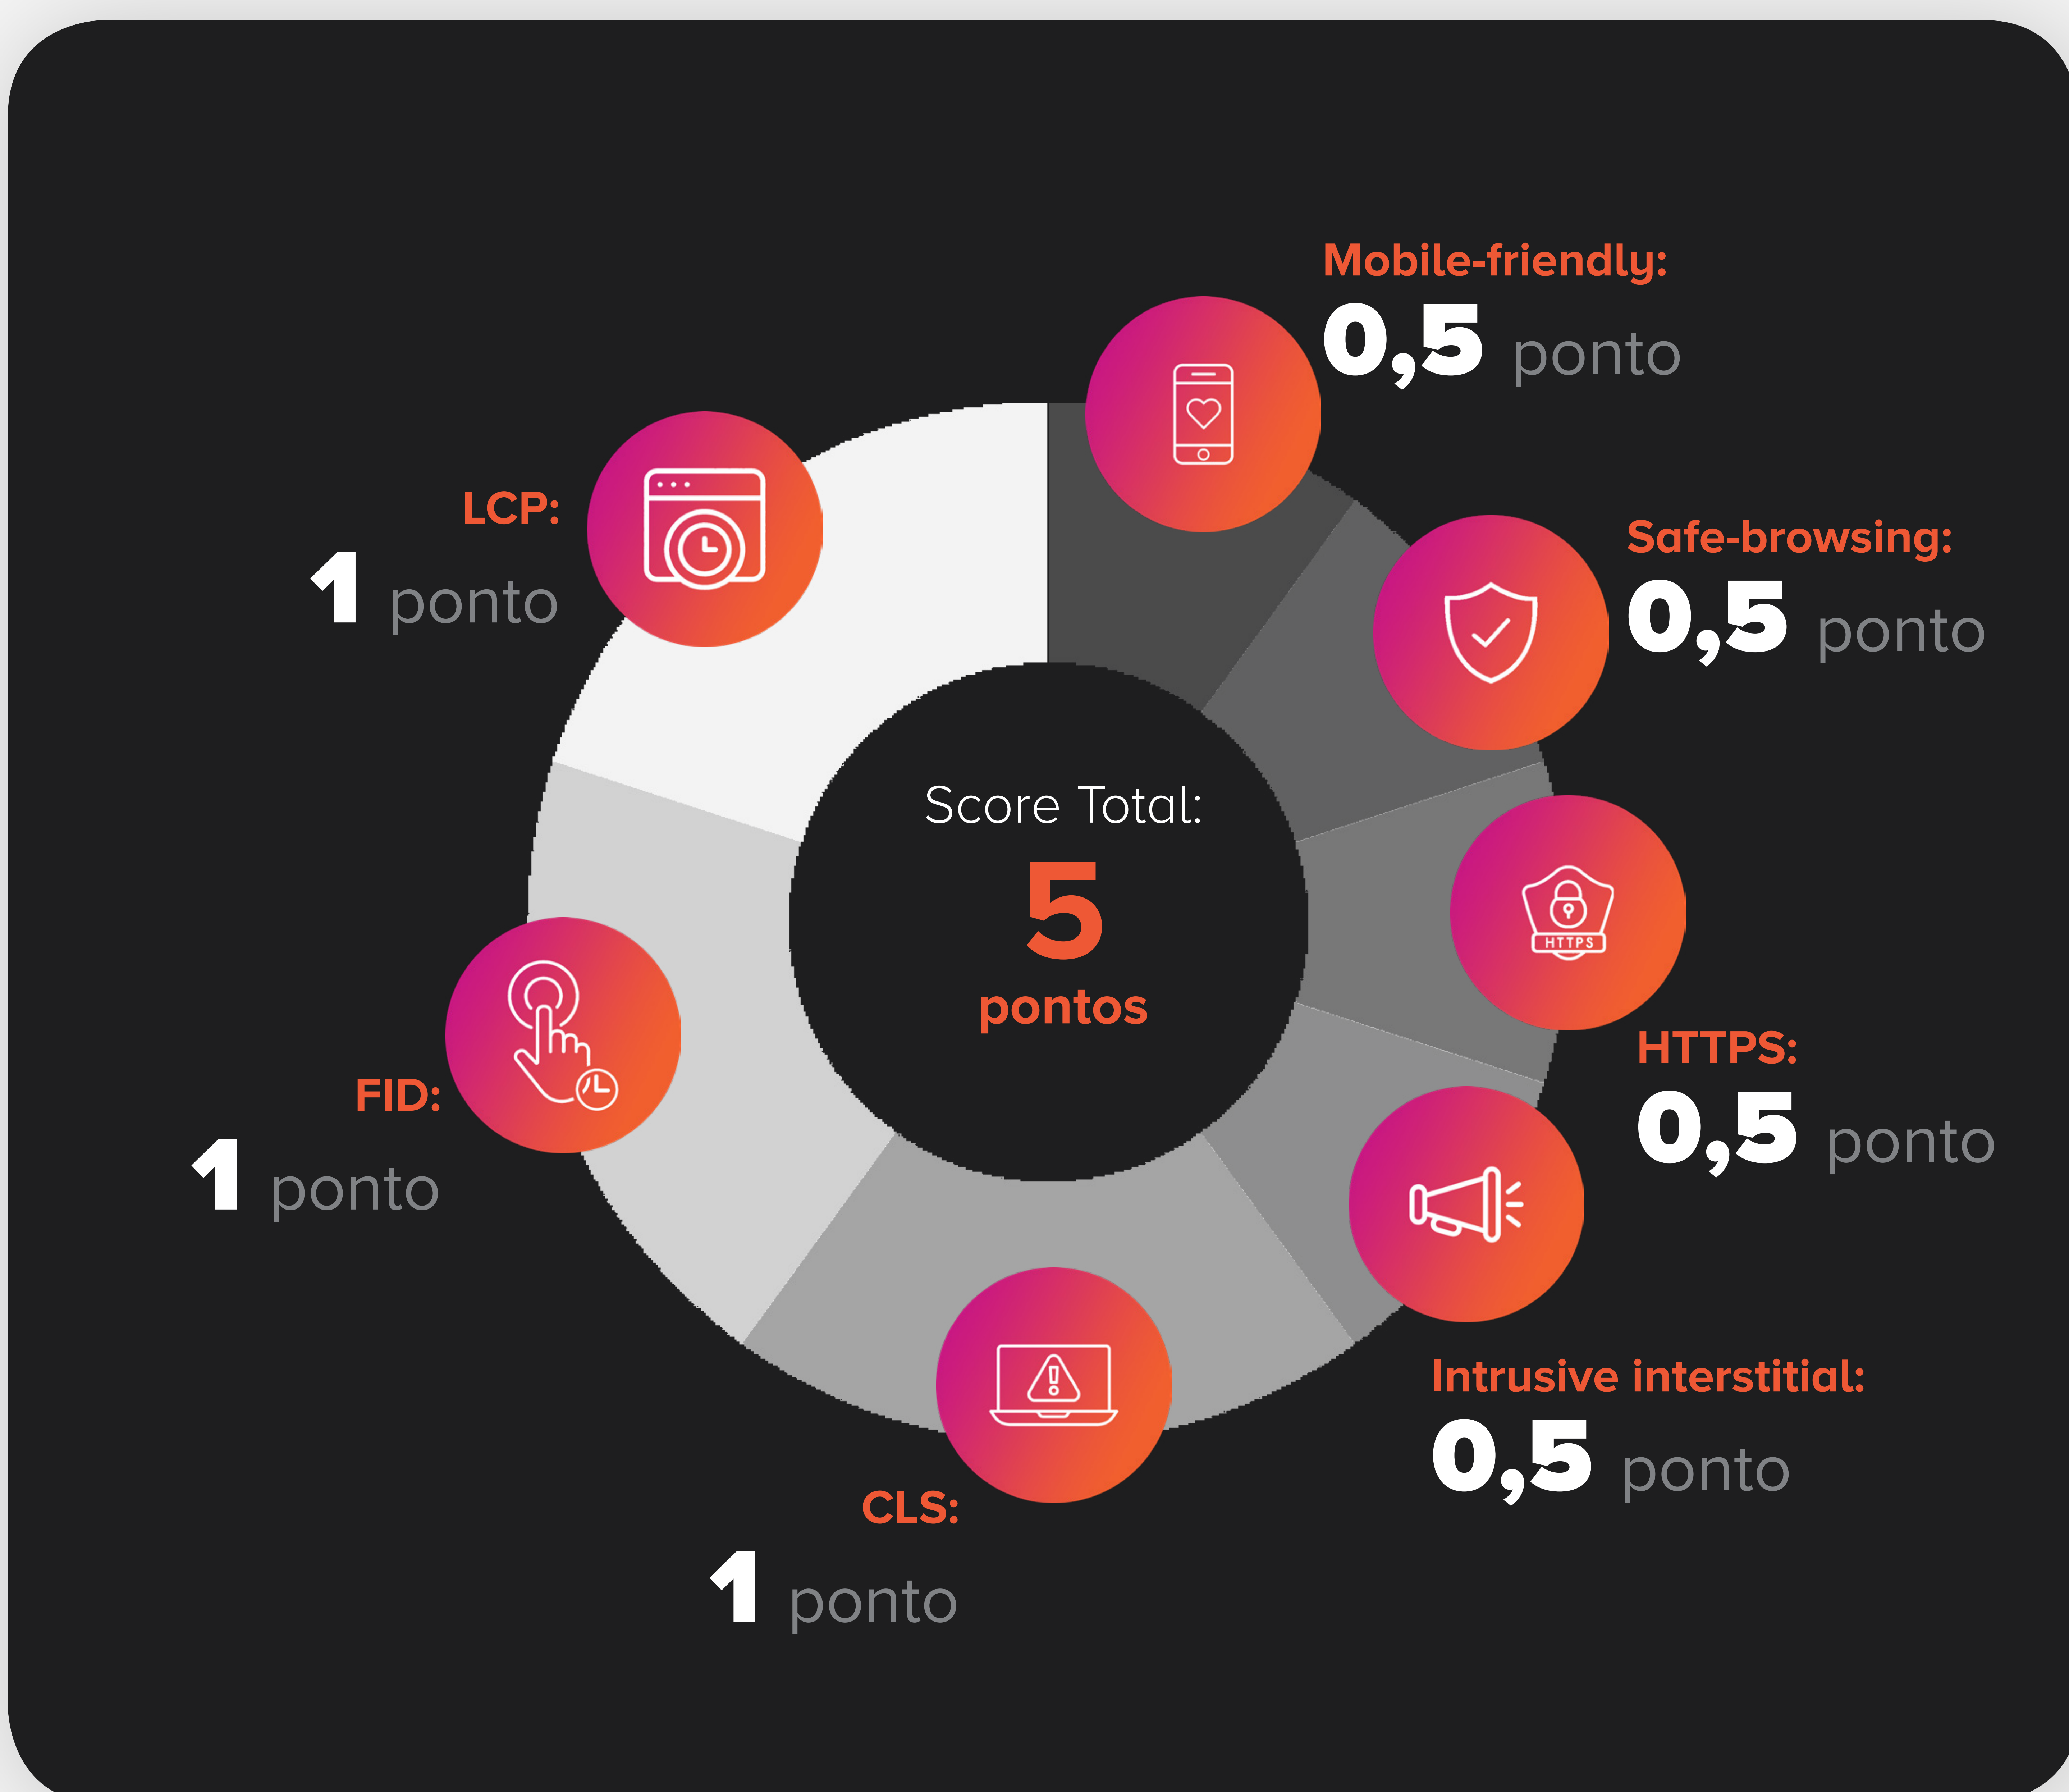 Mobile-friendly:
0,5 ponto
Safe-browsing:
0,5 ponto
LCP:
1 ponto
Score Total:
5
pontos
HTTPS
HTTPS:
0,5 ponto
FID:
1 ponto
Intrusive interstitial:
0,5 ponto
CLS:
1 ponto